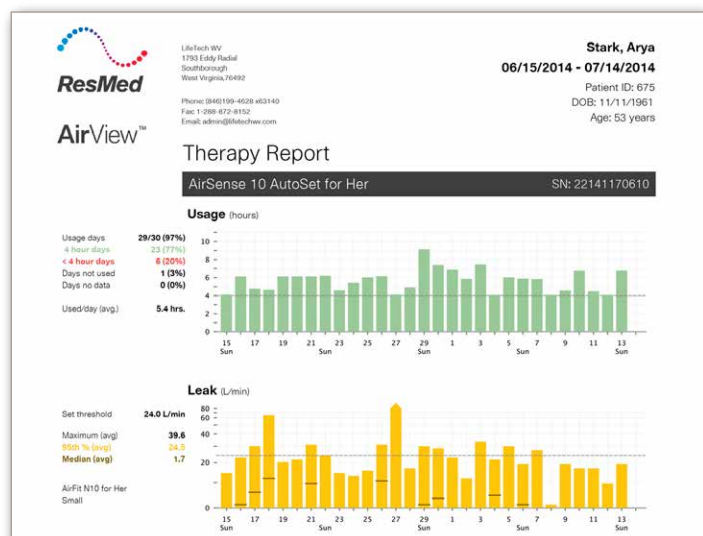 ResMed
AirView™
LifeTech WV
1793 Eddy Radial
Southborough
West Virginia,76492
Phone: (846)199-4628 x63140
Fax: 1-288-872-8152
Email: admin@lifetechwv.com
Stark, Arya
06/15/2014 - 07/14/2014
Patient ID: 675
DOB: 11/11/1961
Age: 53 years
Therapy Report
AirSense 10 AutoSet for Her SN: 22141170610
Usage (hours)
Usage days 29/30 (97%)
4 hour days 23 (77%)
< 4 hour days 6 (20%)
Days not used 1 (3%)
Days no data 0 (0%)
Used/day (avg.) 5.4 hrs.
10
8
6
4
2
0
15 17 19 21 23 25 27 29 1 3 5 7 9 11 13
Sun Sun Sun Sun Sun
Leak (L/min)
Set threshold 24.0 L/min
Maximum (avg) 39.6
95th % (avg) 24.5
Median (avg) 1.7
AirFit N10 for Her
Small
80
60
40
20
0
15 17 19 21 23 25 27 29 1 3 5 7 9 11 13
Sun Sun Sun Sun Sun